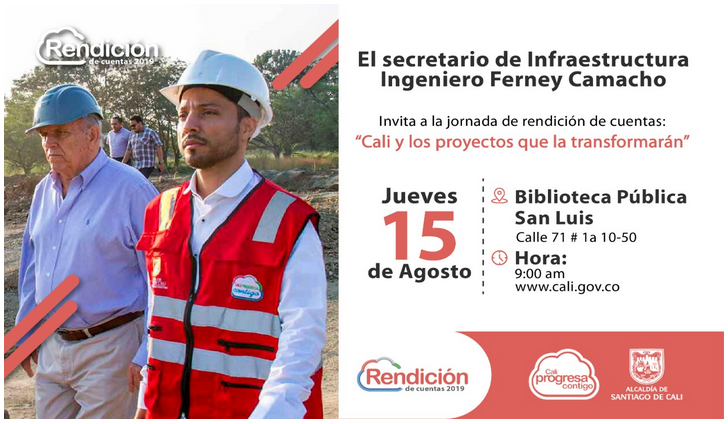 Rendición
de cuentas 2019
El secretario de Infraestructura
Ingeniero Ferney Camacho
Invita a la jornada de rendición de cuentas:
“Cali y los proyectos que la transformarán”
Jueves
15
de Agosto
Biblioteca Pública
San Luis
Calle 71 # 1a 10-50
Hora:
9:00 am
www.cali.gov.co
Rendición
de cuentas 2019
Cali
progresa
contigo
ALCALDÍA DE
SANTIAGO DE CALI
contigo